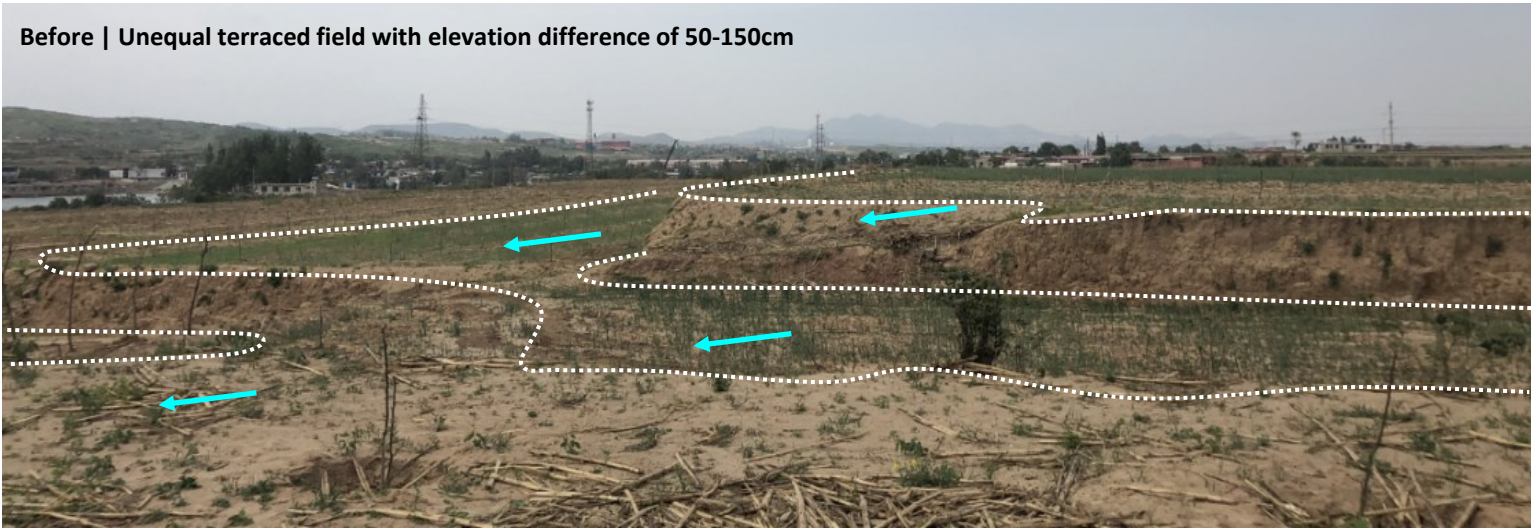 Before | Unequal terraced field with elevation difference of 50-150cm